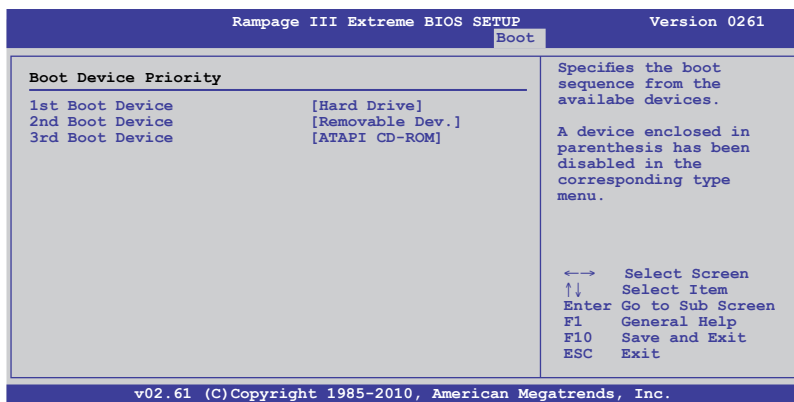 Rampage III Extreme BIOS SETUP Version 0261
Boot
Boot Device Priority
1st Boot Device [Hard Drive]
2nd Boot Device [Removable Dev.]
3rd Boot Device [ATAPI CD-ROM]
Specifies the boot
sequence from the
availabe devices.
A device enclosed in
parenthesis has been
disabled in the
corresponding type
menu.
←→ Select Screen
↑↓ Select Item
Enter Go to Sub Screen
F1 General Help
F10 Save and Exit
ESC Exit
v02.61 (C)Copyright 1985-2010, American Megatrends, Inc.